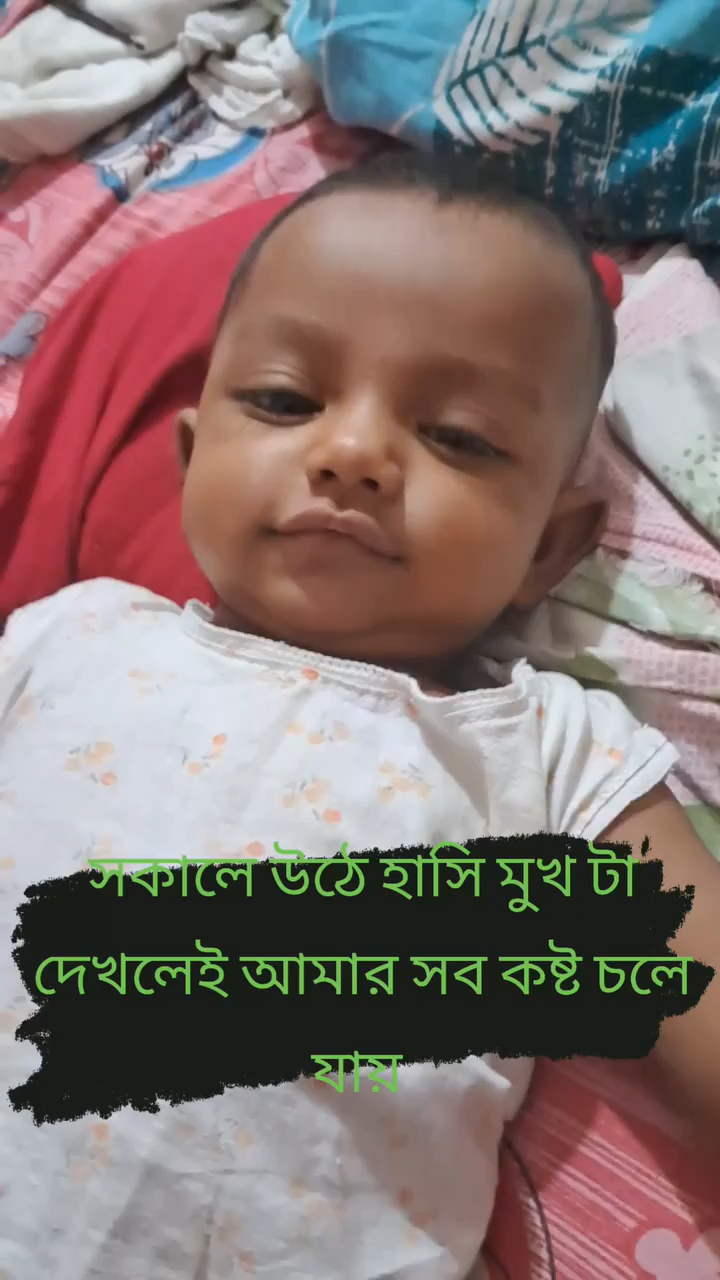 সকালে উঠে হাসি মুখ টা
দেখলেই আমার সব কষ্ট চলে
যায়